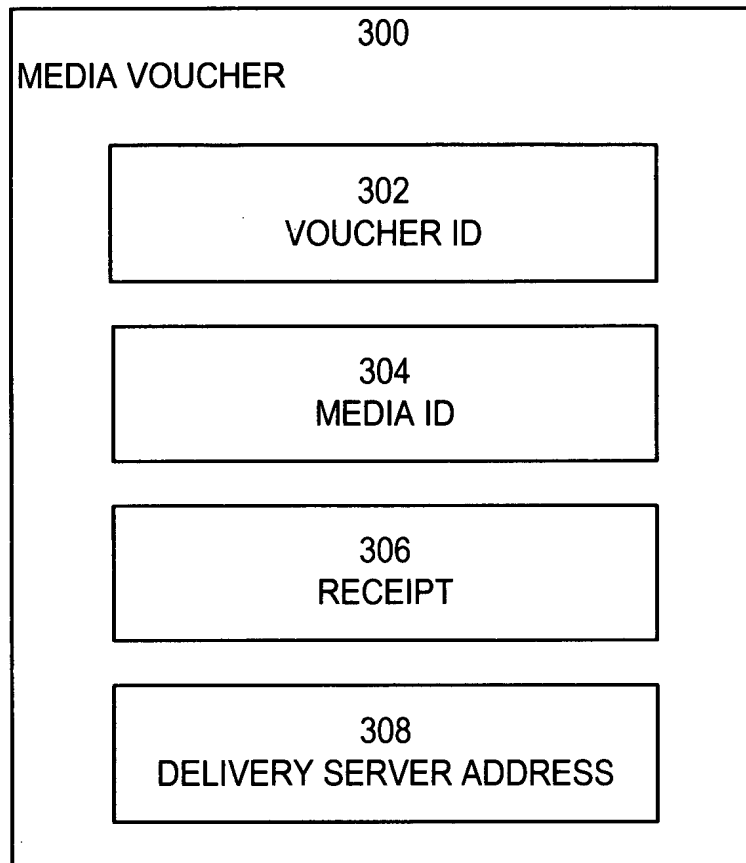 300
MEDIA VOUCHER
302
VOUCHER ID
304
MEDIA ID
306
RECEIPT
308
DELIVERY SERVER ADDRESS